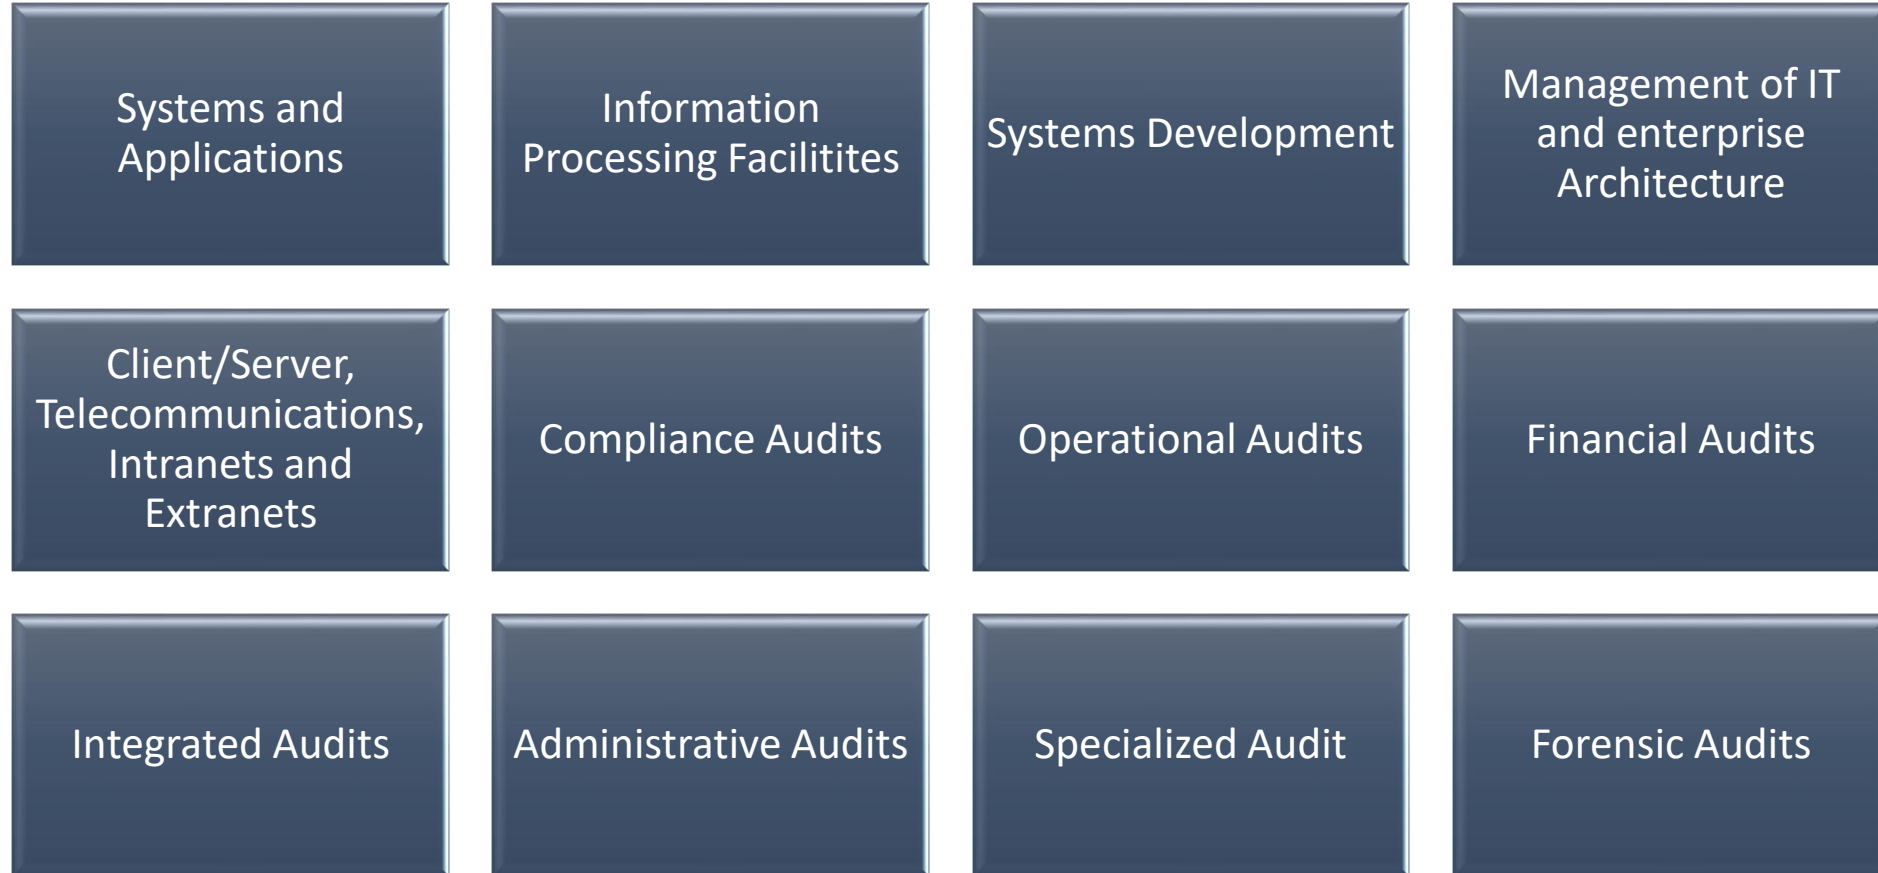 Systems and
Applications
Information
Processing Facilitites
Systems Development
Management of IT
and enterprise
Architecture
Client/Server,
Telecommunications,
Intranets and
Extranets
Compliance Audits
Operational Audits
Financial Audits
Integrated Audits
Administrative Audits
Specialized Audit
Forensic Audits